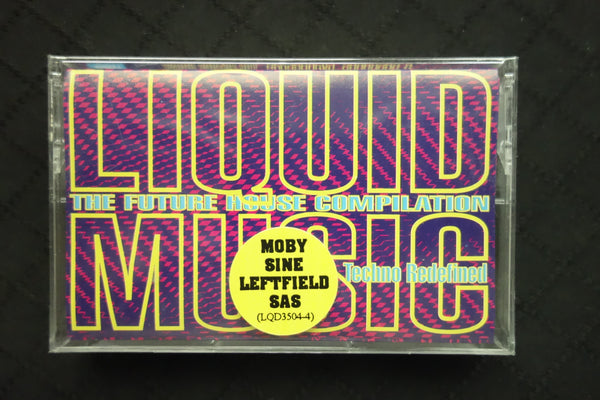 LIQUID
THE FUTURE HOUSE COMPILATION
MUSIC
Techno Redefined
MOBY
SINE
LEFTFIELD
SAS
(LQD3504-4)